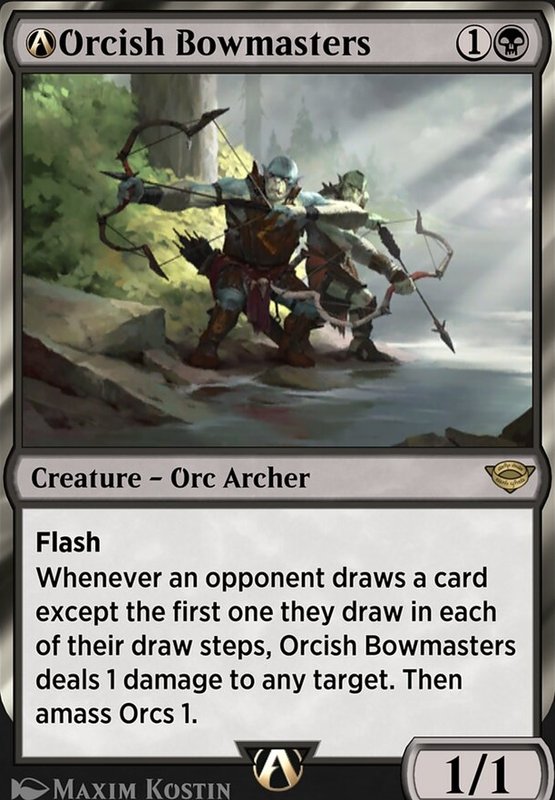 Orcish Bowmasters 1
Creature – Orc Archer
Flash
Whenever an opponent draws a card
except the first one they draw in each
of their draw steps, Orcish Bowmasters
deals 1 damage to any target. Then
amass Orcs 1.
1/1
Maxim Kostin